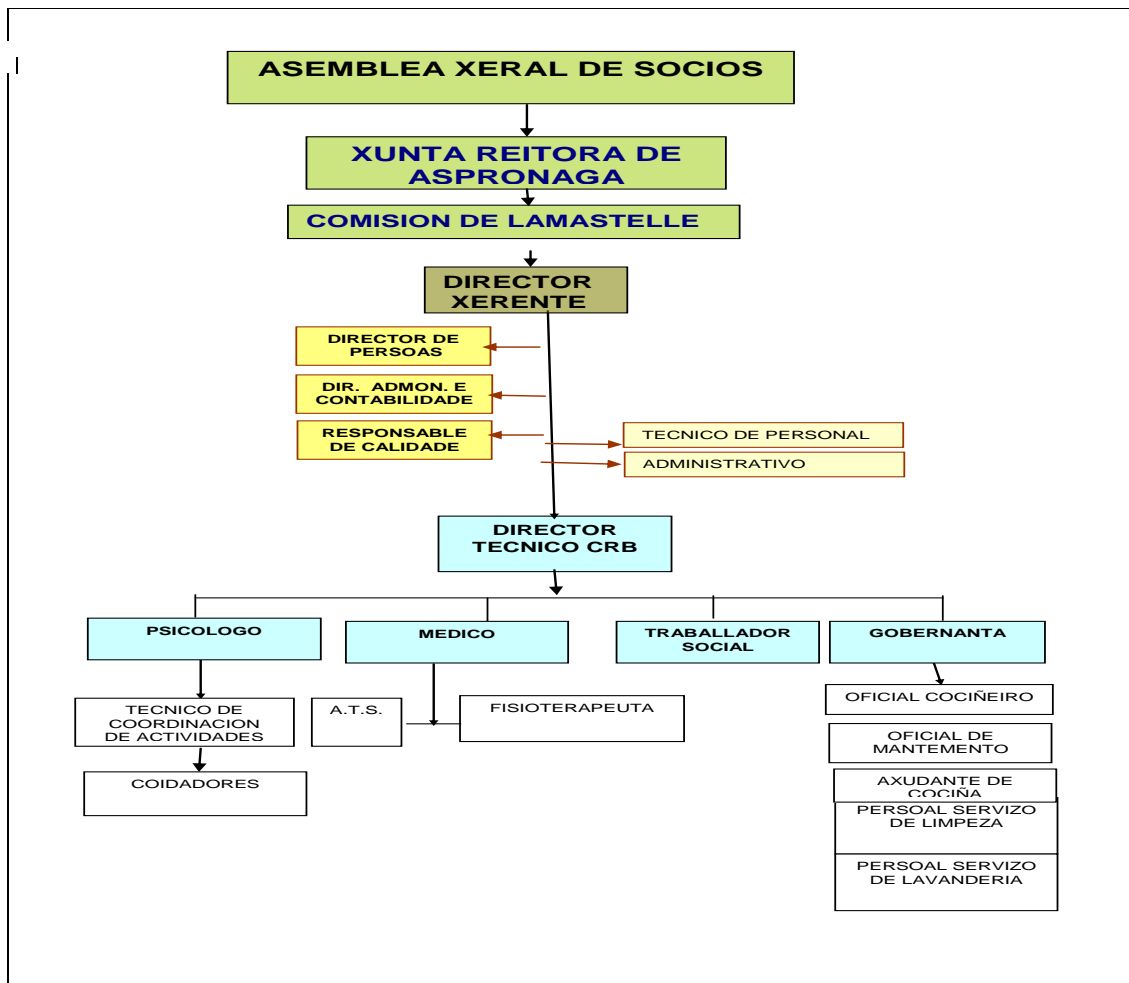 ASEMBLEA XERAL DE SOCIOS
XUNTA REITORA DE
ASPRONAGA
COMISION DE LAMASTELLE
DIRECTOR
XERENTE
DIRECTOR DE
PERSOAS
DIR. ADMON. E
CONTABILIDADE
RESPONSABLE
DE CALIDADE
TECNICO DE PERSONAL
ADMINISTRATIVO
DIRECTOR
TECNICO CRB
PSICOLOGO
MEDICO
TRABALLADOR
SOCIAL
GOBERNANTA
TECNICO DE
COORDINACION
DE ACTIVIDADES
COIDADORES
A.T.S.
FISIOTERAPEUTA
OFICIAL COCIÑEIRO
OFICIAL DE
MANTEMENTO
AXUDANTE DE
COCIÑA
PERSOAL SERVIZO
DE LIMPEZA
PERSOAL SERVIZO
DE LAVANDERIA